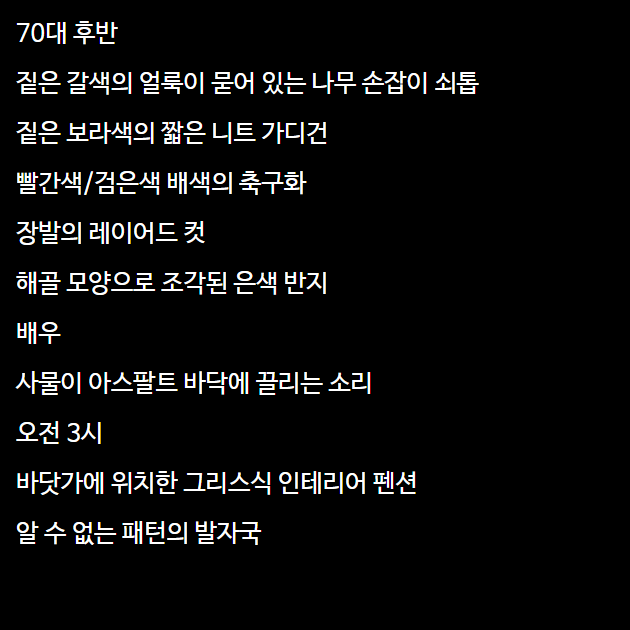 70대 후반
짙은 갈색의 얼룩이 묻어 있는 나무 손잡이 쇠톱
짙은 보라색의 짧은 니트 가디건
빨간색/검은색 배색의 축구화
장발의 레이어드 컷
해골 모양으로 조각된 은색 반지
배우
사물이 아스팔트 바닥에 끌리는 소리
오전 3시
바닷가에 위치한 그리스식 인테리어 펜션
알 수 없는 패턴의 발자국